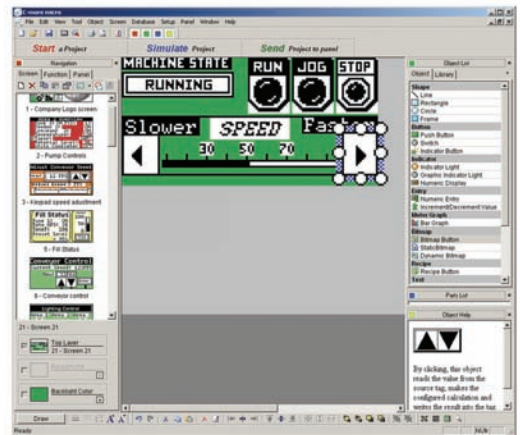 C-more Micro
File Edit View Tool Object Screen Database Setup Panel Window Help
Start a Project
Simulate Project
Send Project to panel
Navigation
Screen Function Panel
1 - Company Logo screen
2 - Pump Controls
3 - Keypad speed adjustment
Fill Status
5 - Fill Status
Conveyor Control
6 - Conveyor control
Lighting Control
21 - Screen 21
Top Layer
21 - Screen 21
Background
Backlight Color
MACHINE STATE
RUNNING
RUN JOG STOP
Slower SPEED
30 50 70
Object List
Object Library
Shape
Line
Rectangle
Circle
Frame
Button
Push Button
Switch
Indicator Button
Indicator
Indicator Light
Graphic Indicator Light
Numeric Display
Entry
Numeric Entry
Increment/Decrement Value
Meter Graph
Bar Graph
Bitmap
Bitmap Button
Static Bitmap
Dynamic Bitmap
Recipe
Recipe Button
Text
Parts List
Object Help
By clicking, this object
reads the value from the
source tag, makes the
configured calculation and
writes the result into the tag
Draw
Ready
NUM